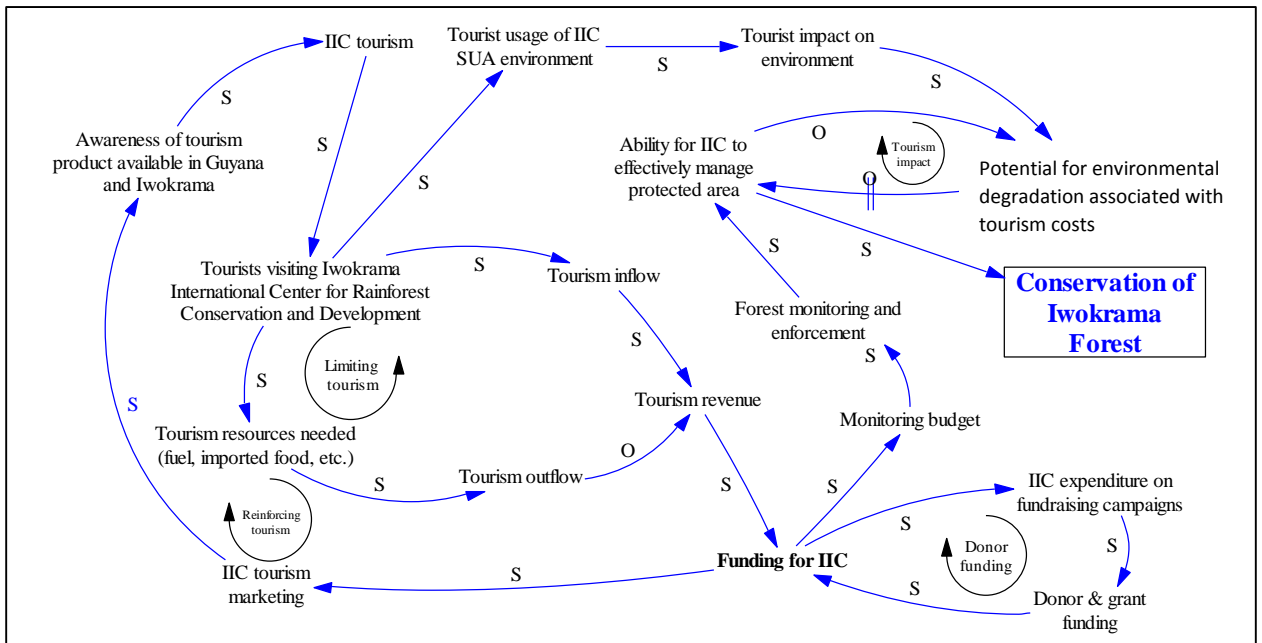 IIC tourism
Tourist usage of IIC
SUA environment
Tourist impact on
environment
S
S
S
Awareness of tourism
product available in Guyana
and Iwokrama
S
S
Ability for IIC to
effectively manage
protected area
O
Tourism
impact
O
Potential for environmental
degradation associated with
tourism costs
S
S
Tourists visiting Iwokrama
International Center for Rainforest
Conservation and Development
S
Tourism inflow
Forest monitoring and
enforcement
Conservation of
Iwokrama
Forest
S
Limiting
tourism
S
S
S
Tourism revenue
Monitoring budget
Tourism resources needed
(fuel, imported food, etc.)
S
Tourism outflow
O
S
S
IIC expenditure on
fundraising campaigns
Reinforcing
tourism
S
S
Donor
funding
IIC tourism
marketing
S
Funding for IIC
S
Donor & grant
funding